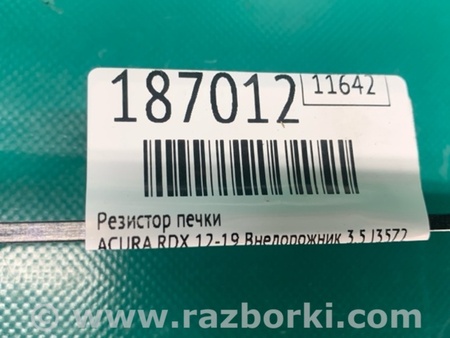 187012
11642
Резистор печки
ACURA RDX 12-19 Внедорожник 3.5 J35Z2
© www.razborki.com